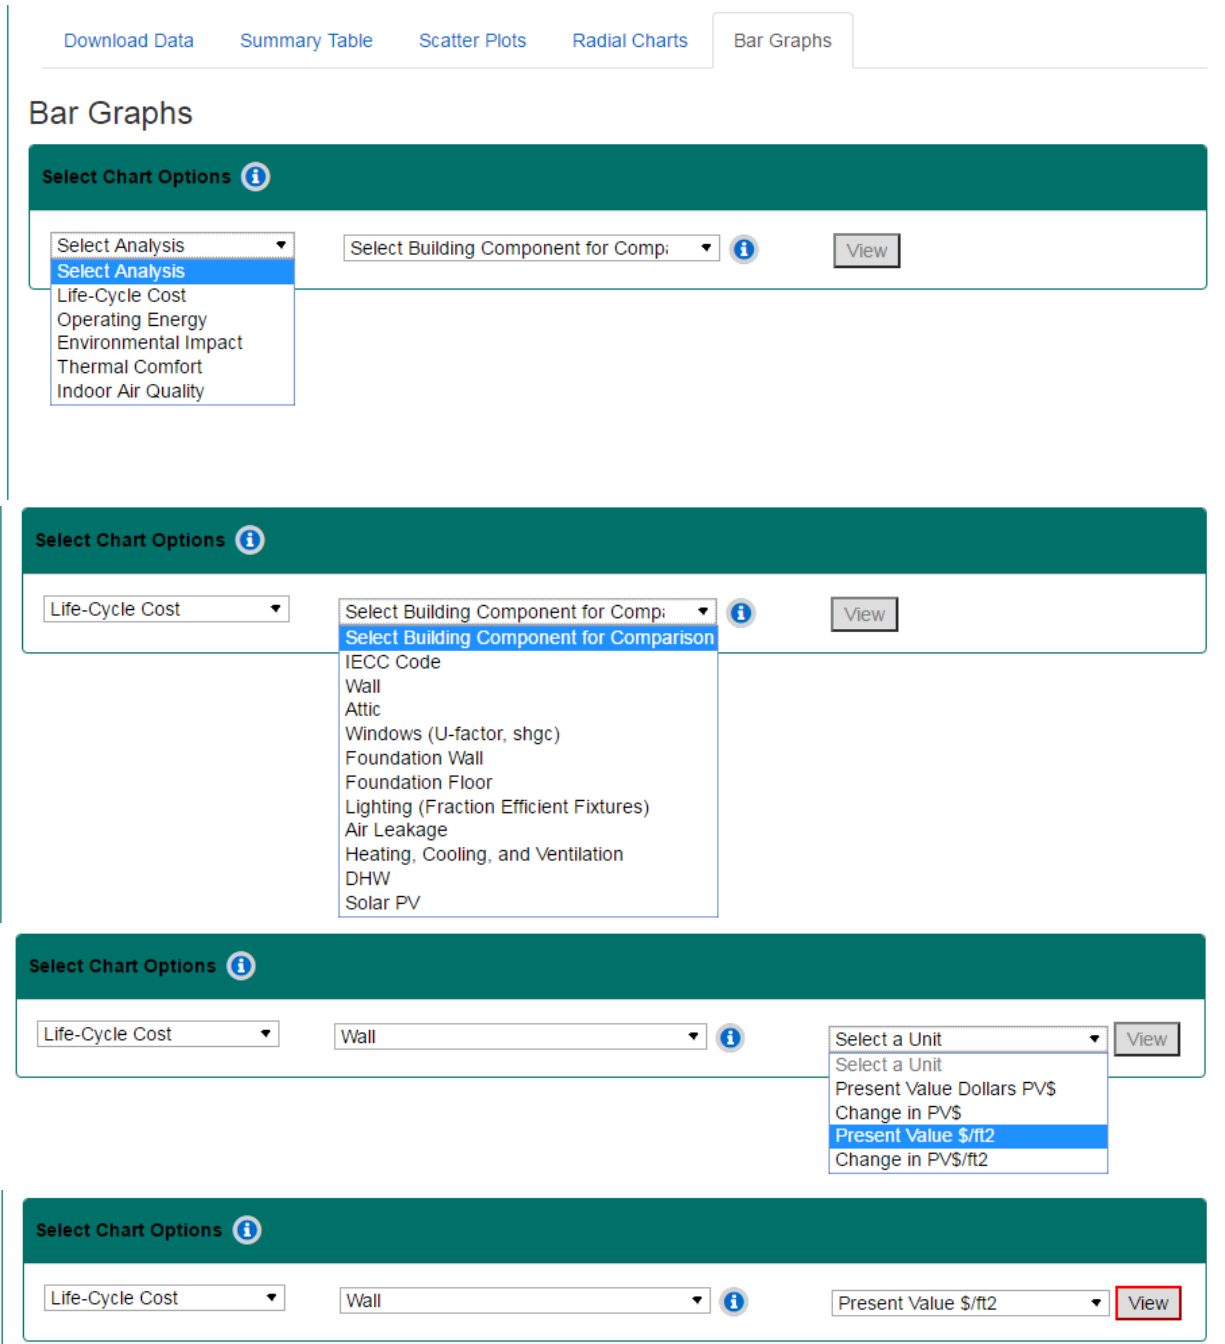 Download Data Summary Table Scatter Plots Radial Charts Bar Graphs
Bar Graphs
Select Chart Options
Select Analysis Select Building Component for Comp View
Select Analysis
Life-Cycle Cost
Operating Energy
Environmental Impact
Thermal Comfort
Indoor Air Quality
Select Chart Options
Life-Cycle Cost Select Building Component for Comp View
Select Building Component for Comparison
IECC Code
Wall
Attic
Windows (U-factor, shgc)
Foundation Wall
Foundation Floor
Lighting (Fraction Efficient Fixtures)
Air Leakage
Heating, Cooling, and Ventilation
DHW
Solar PV
Select Chart Options
Life-Cycle Cost Wall Select a Unit View
Select a Unit
Present Value Dollars PV$
Change in PV$
Present Value $/ft2
Change in PV$/ft2
Select Chart Options
Life-Cycle Cost Wall Present Value $/ft2 View